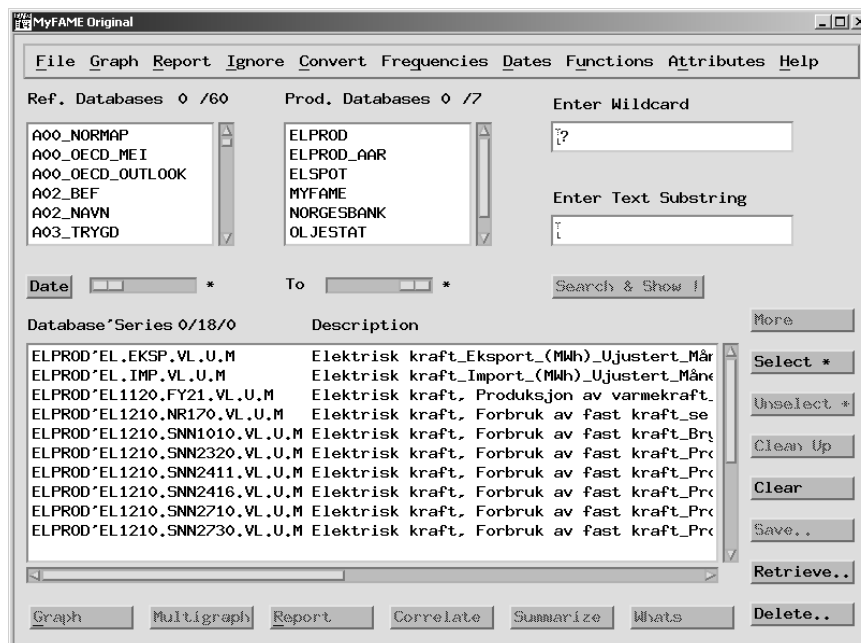 MyFAME Original
File Graph Report Ignore Convert Frequencies Dates Functions Attributes Help
Ref. Databases 0 /60 Prod. Databases 0 /7 Enter Wildcard
A00_NORMAP ELPROD ?
A00_OECD_MEI ELPROD_AAR
A00_OECD_OUTLOOK ELSPOT
A02_BEF MYFAME Enter Text Substring
A02_NAVN NORGESBANK
A03_TRYGD OLJESTAT
Date * To * Search & Show !
Database'Series 0/18/0 Description More
ELPROD'EL.EKSP.VL.U.M Elektrisk kraft_Eksport_(MWh)_Ujustert_Mån
ELPROD'EL.IMP.VL.U.M Elektrisk kraft_Import_(MWh)_Ujustert_Måne Select *
ELPROD'EL1120.FY21.VL.U.M Elektrisk kraft, Produksjon av varmekraft_
ELPROD'EL1210.NR170.VL.U.M Elektrisk kraft, Forbruk av fast kraft_se Unselect *
ELPROD'EL1210.SNN1010.VL.U.M Elektrisk kraft, Forbruk av fast kraft_Bry
ELPROD'EL1210.SNN2320.VL.U.M Elektrisk kraft, Forbruk av fast kraft_Pro Clean Up
ELPROD'EL1210.SNN2411.VL.U.M Elektrisk kraft, Forbruk av fast kraft_Pro
ELPROD'EL1210.SNN2416.VL.U.M Elektrisk kraft, Forbruk av fast kraft_Pro Clear
ELPROD'EL1210.SNN2710.VL.U.M Elektrisk kraft, Forbruk av fast kraft_Pro
ELPROD'EL1210.SNN2730.VL.U.M Elektrisk kraft, Forbruk av fast kraft_Pro Save..
Retrieve..
Graph Multigraph Report Correlate Summarize Whats Delete..